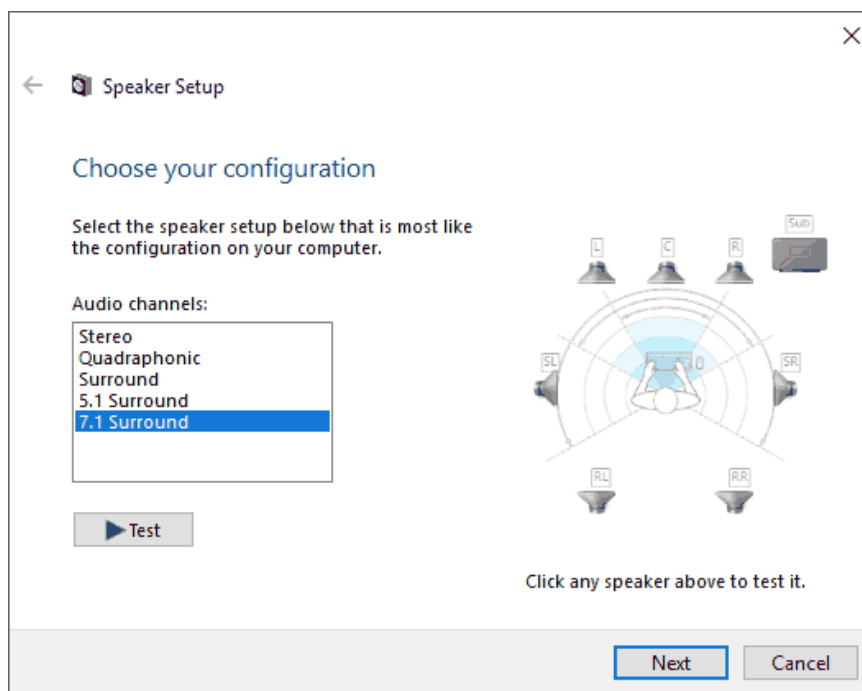 Speaker Setup
Choose your configuration
Select the speaker setup below that is most like
the configuration on your computer.
Audio channels:
Stereo
Quadraphonic
Surround
5.1 Surround
7.1 Surround
Test
Sub
L C R
SL SR
RL RR
Click any speaker above to test it.
Next Cancel